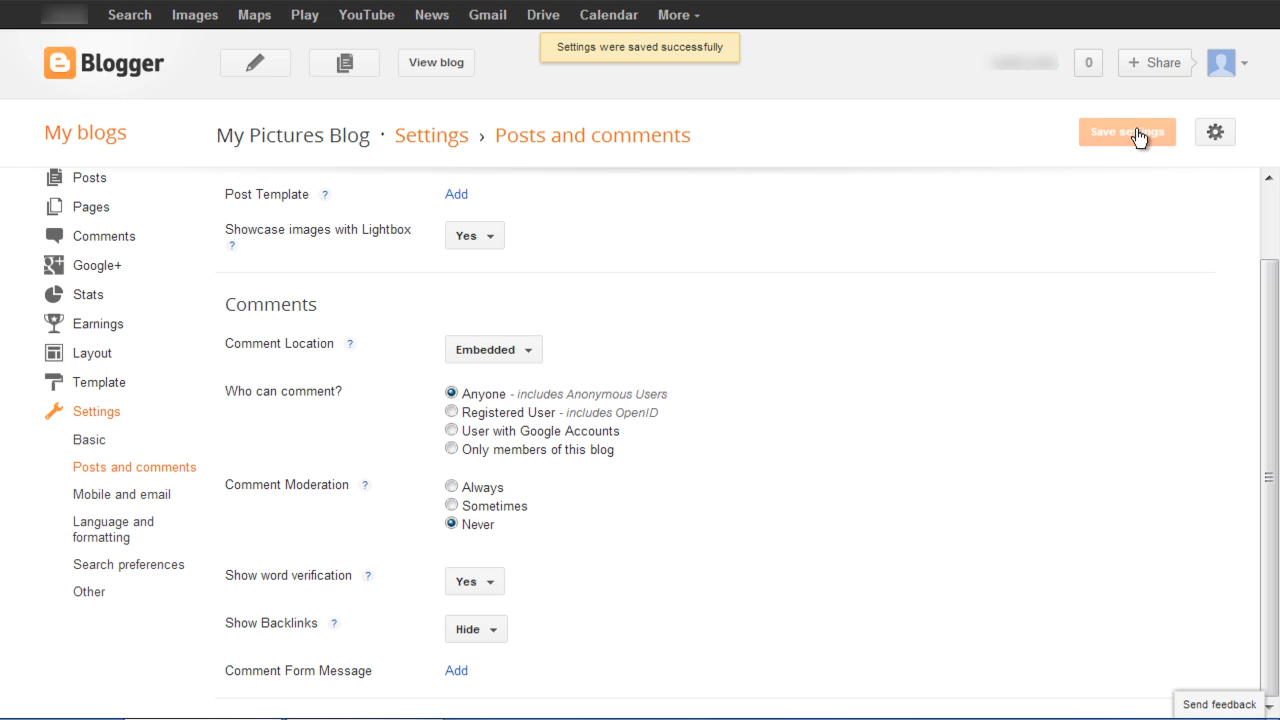 Search Images Maps Play YouTube News Gmail Drive Calendar More
Settings were saved successfully
Blogger
View blog
0
+ Share
My blogs
My Pictures Blog · Settings › Posts and comments
Save settings
Posts
Pages
Comments
Google+
Stats
Earnings
Layout
Template
Settings
Basic
Posts and comments
Mobile and email
Language and
formatting
Search preferences
Other
Post Template ? Add
Showcase images with Lightbox
?
Yes
Comments
Comment Location ? Embedded
Who can comment? Anyone - includes Anonymous Users
Registered User - includes OpenID
User with Google Accounts
Only members of this blog
Comment Moderation ? Always
Sometimes
Never
Show word verification ? Yes
Show Backlinks ? Hide
Comment Form Message Add
Send feedback